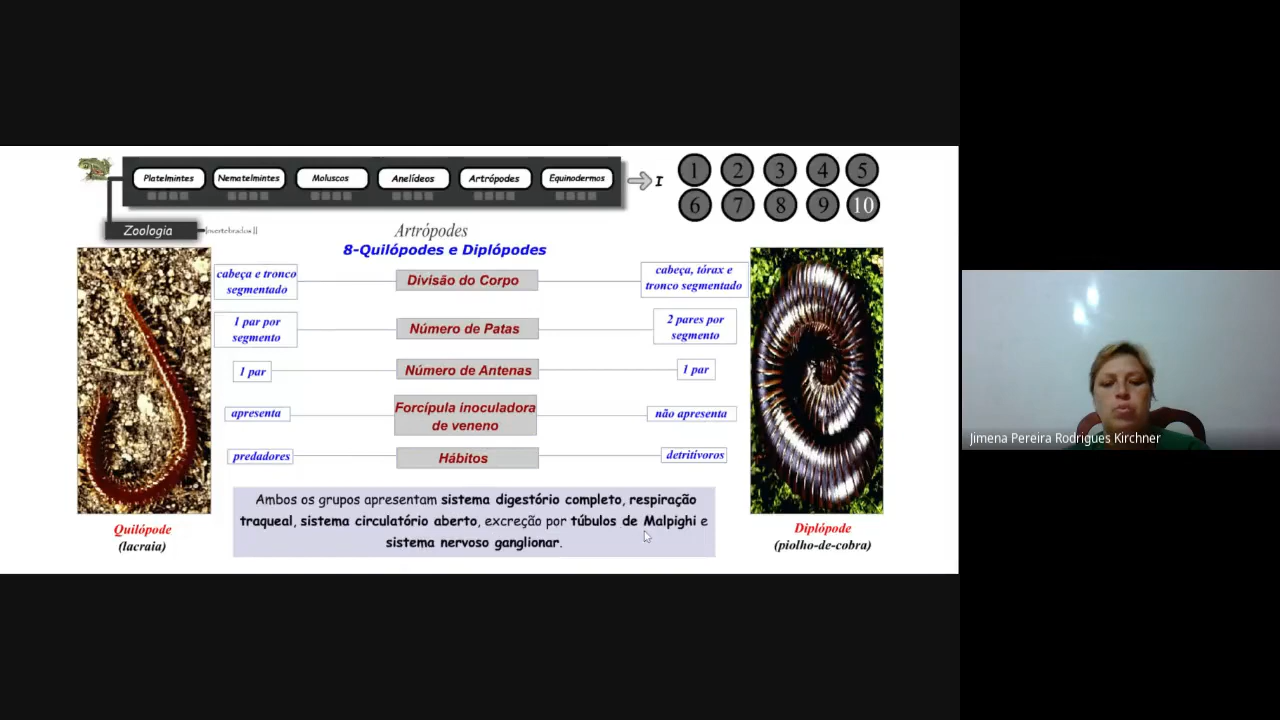 Platelmintes
Nematelmintes
Moluscos
Anelídeos
Artrópodes
Equinodermos
I
1 2 3 4 5
6 7 8 9 10
Zoologia
Invertebrados II
Artrópodes
8-Quilópodes e Diplópodes
cabeça e tronco
segmentado
Divisão do Corpo
cabeça, tórax e
tronco segmentado
1 par por
segmento
Número de Patas
2 pares por
segmento
1 par
Número de Antenas
1 par
apresenta
Forcípula inoculadora
de veneno
não apresenta
predadores
Hábitos
detritívoros
Ambos os grupos apresentam sistema digestório completo, respiração
traqueal, sistema circulatório aberto, excreção por túbulos de Malpighi e
sistema nervoso ganglionar.
Quilópode
(lacraia)
Diplópode
(piolho-de-cobra)
Jimena Pereira Rodrigues Kirchner